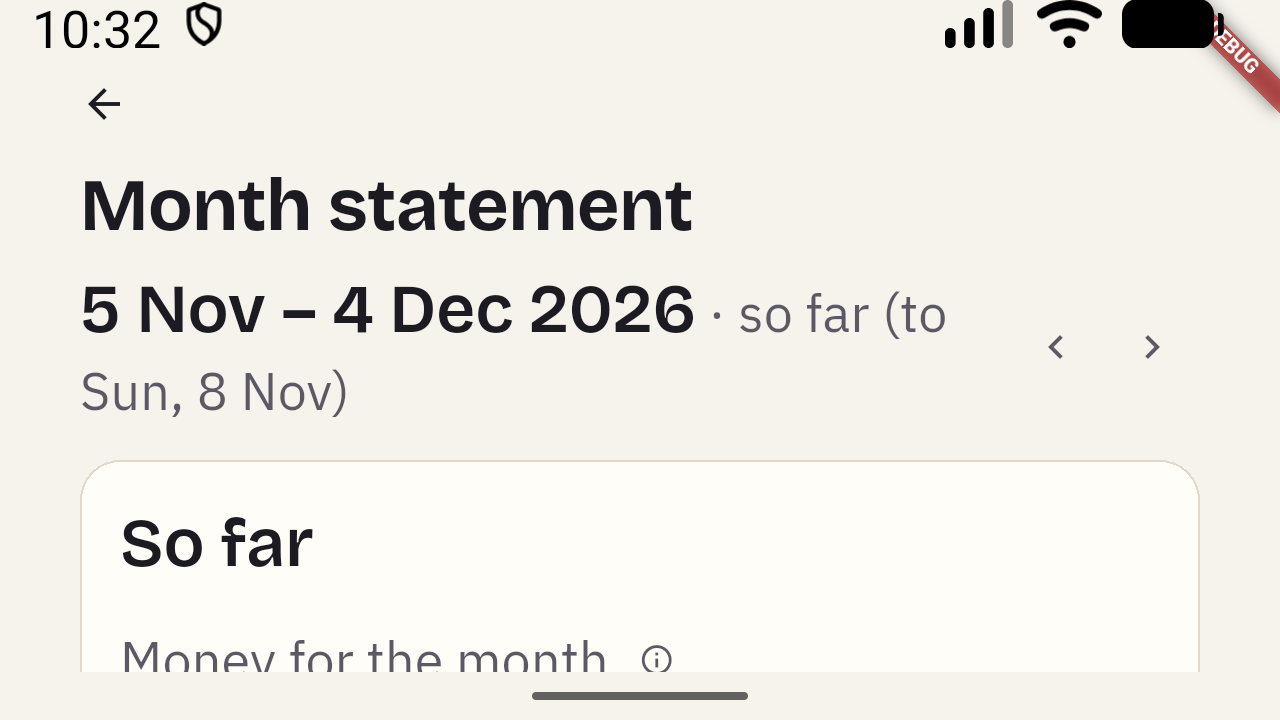 10:32
DEBUG
Month statement
5 Nov – 4 Dec 2026 · so far (to
Sun, 8 Nov)
So far
Money for the month